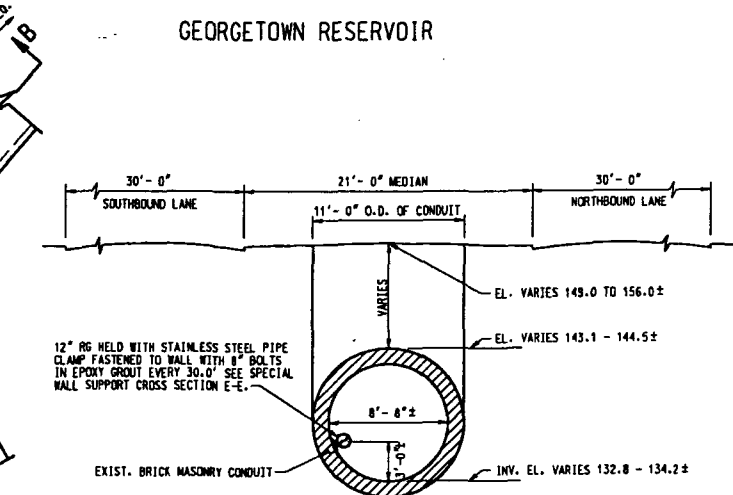 B
GEORGETOWN RESERVOIR
30'- 0"
21'- 0" MEDIAN
30'- 0"
SOUTHBOUND LANE
NORTHBOUND LANE
11'- 0" O.D. OF CONDUIT
VARIES
EL. VARIES 149.0 TO 156.0±
EL. VARIES 143.1 - 144.5±
12" RG HELD WITH STAINLESS STEEL PIPE
CLAMP FASTENED TO WALL WITH 8" BOLTS
IN EPOXY GROUT EVERY 30.0' SEE SPECIAL
WALL SUPPORT CROSS SECTION E-E.
8'- 8"±
3'-0"±
EXIST. BRICK MASONRY CONDUIT
INV. EL. VARIES 132.8 - 134.2±